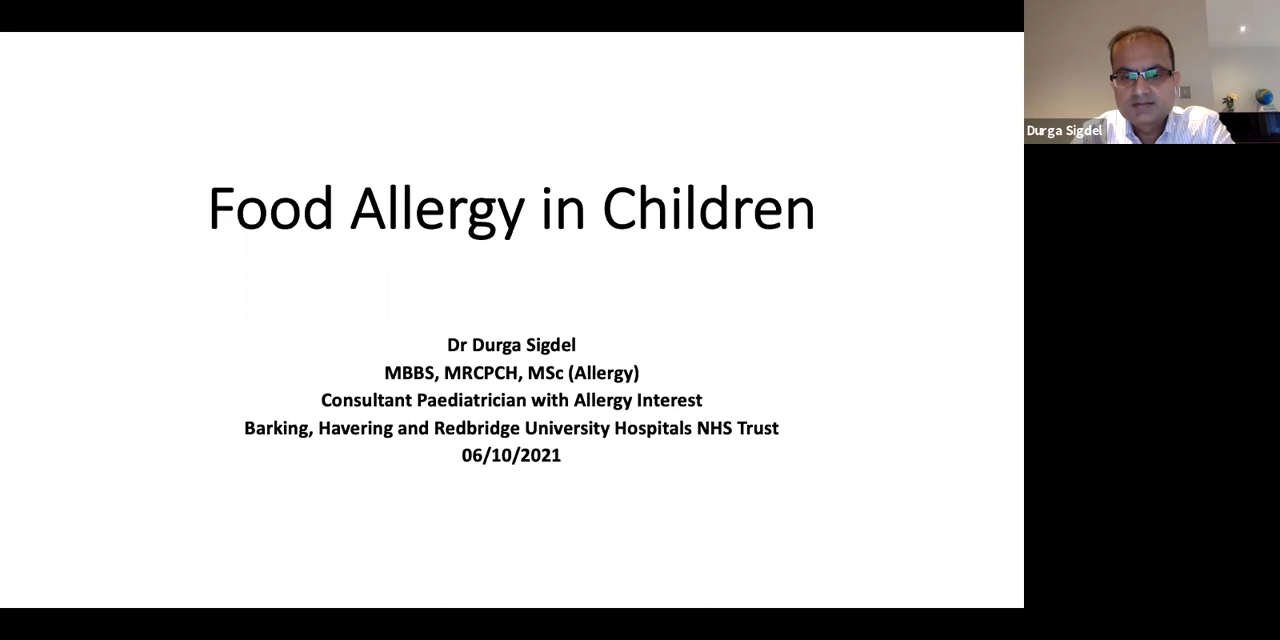 Food Allergy in Children
Dr Durga Sigdel
MBBS, MRCPCH, MSc (Allergy)
Consultant Paediatrician with Allergy Interest
Barking, Havering and Redbridge University Hospitals NHS Trust
06/10/2021
Durga Sigdel